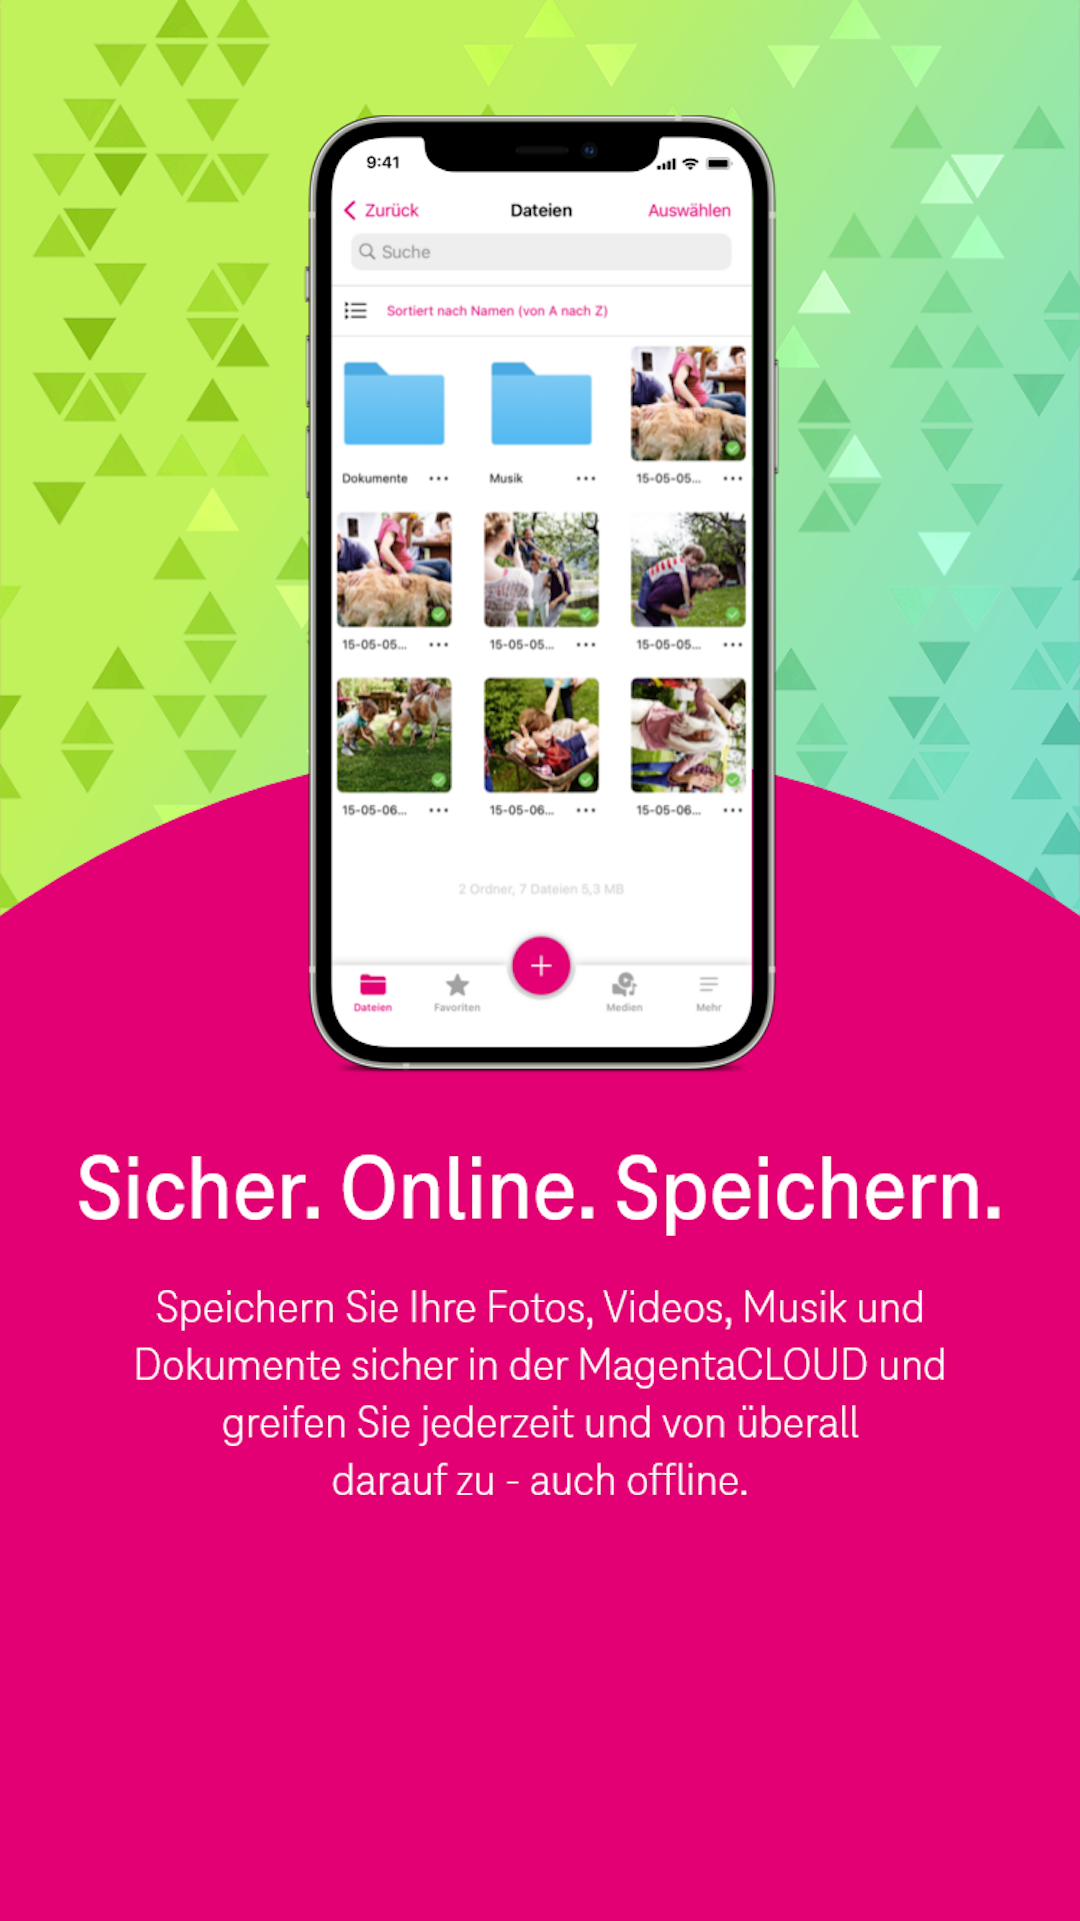 9:41
Zurück Dateien Auswählen
Suche
Sortiert nach Namen (von A nach Z)
Dokumente ••• Musik ••• 15-05-05... •••
15-05-05... ••• 15-05-05... ••• 15-05-05... •••
15-05-06... ••• 15-05-06... ••• 15-05-06... •••
2 Ordner, 7 Dateien 5,3 MB
Dateien Favoriten Medien Mehr
Sicher. Online. Speichern.
Speichern Sie Ihre Fotos, Videos, Musik und
Dokumente sicher in der MagentaCLOUD und
greifen Sie jederzeit und von überall
darauf zu - auch offline.